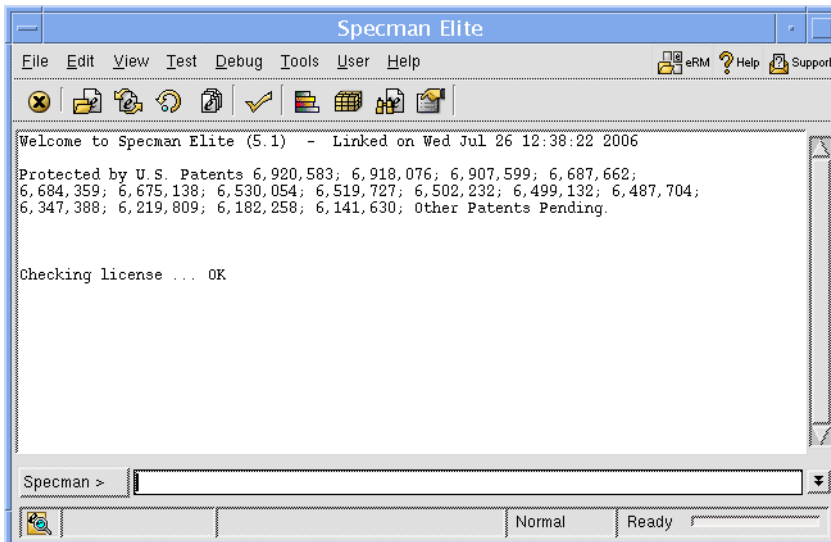 Specman Elite
File Edit View Test Debug Tools User Help
eRM Help Support
Welcome to Specman Elite (5.1) - Linked on Wed Jul 26 12:38:22 2006
Protected by U.S. Patents 6,920,583; 6,918,076; 6,907,599; 6,687,662;
6,684,359; 6,675,138; 6,530,054; 6,519,727; 6,502,232; 6,499,132; 6,487,704;
6,347,388; 6,219,809; 6,182,258; 6,141,630; Other Patents Pending.
Checking license ... OK
Specman >
Normal Ready